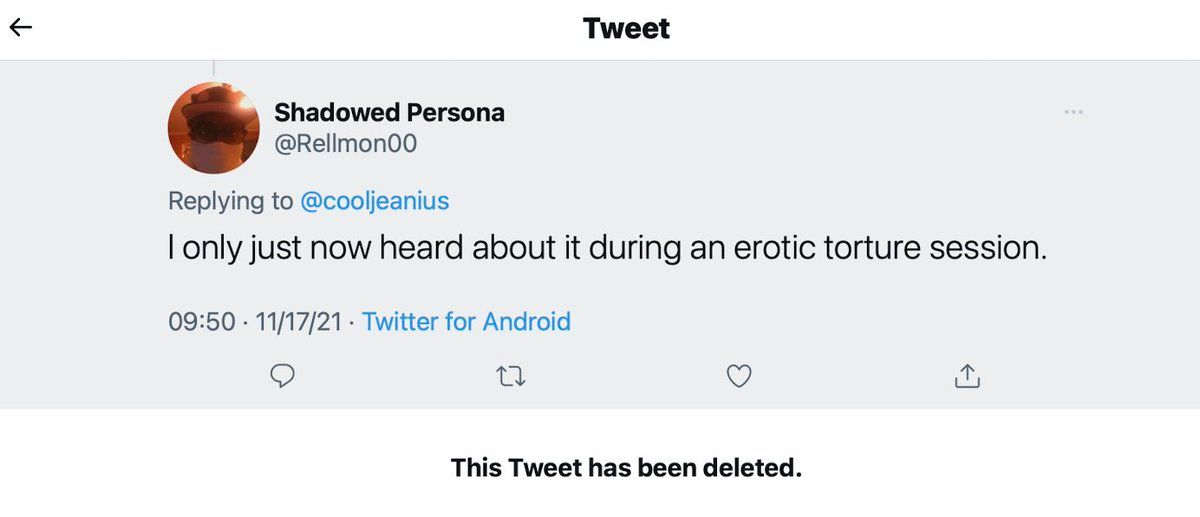 Tweet
Shadowed Persona
@Rellmon00
Replying to @cooljeanius
I only just now heard about it during an erotic torture session.
09:50 · 11/17/21 · Twitter for Android
This Tweet has been deleted.